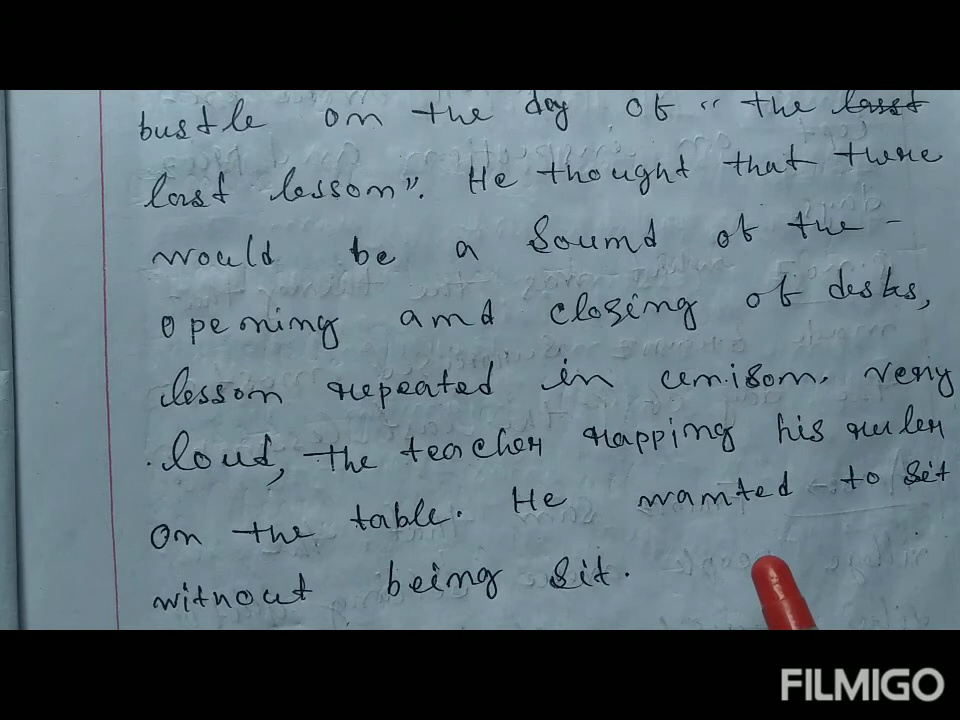 bustle on the day of "the last
last lesson". He thought that there
would be a sound of the -
opening and closing of desks,
lesson repeated in unison. very
loud, the teacher rapping his ruler
on the table. He wanted to sit
without being sit.
FILMIGO